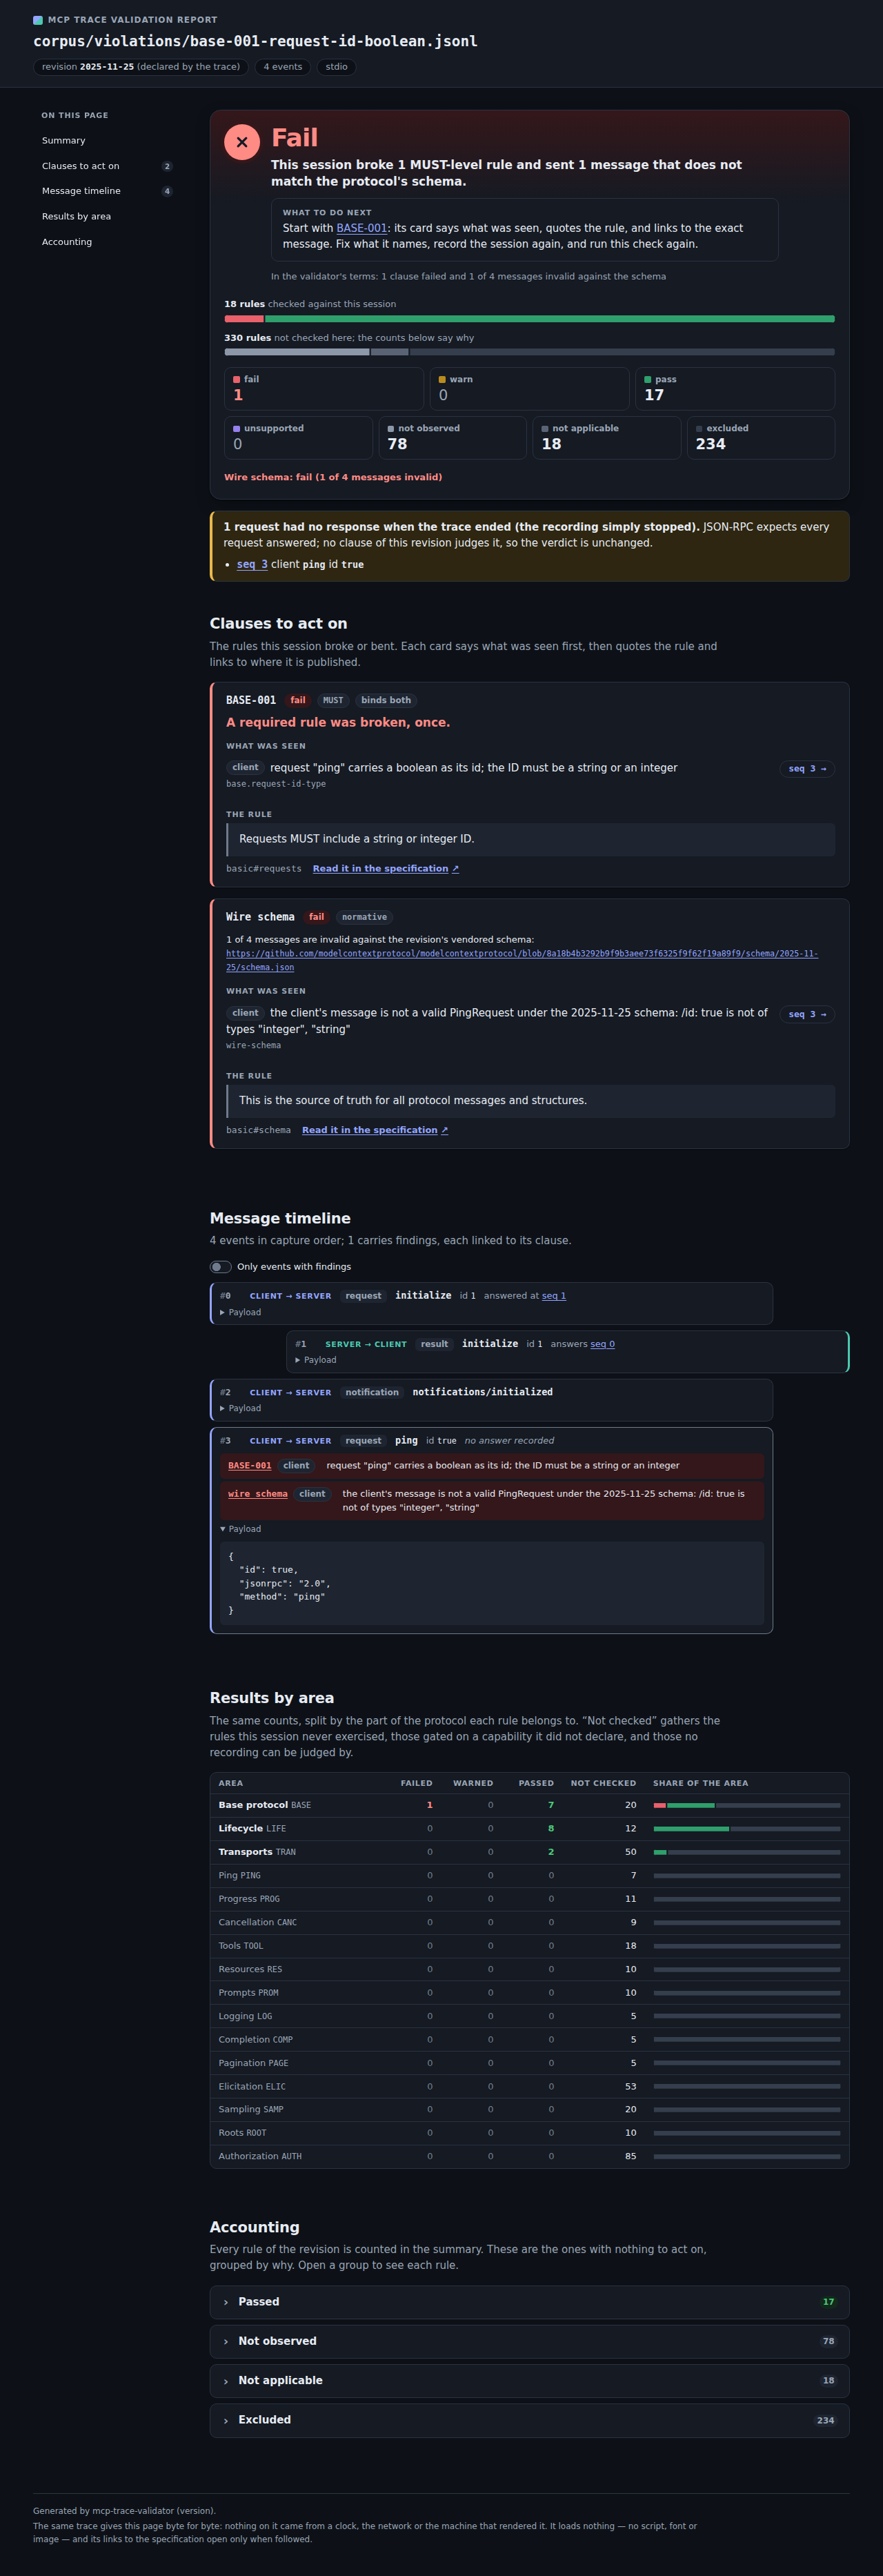 MCP TRACE VALIDATION REPORT
corpus/violations/base-001-request-id-boolean.jsonl
revision 2025-11-25 (declared by the trace)
4 events
stdio
ON THIS PAGE
Summary
Clauses to act on 2
Message timeline 4
Results by area
Accounting
Fail
This session broke 1 MUST-level rule and sent 1 message that does not
match the protocol's schema.
WHAT TO DO NEXT
Start with BASE-001: its card says what was seen, quotes the rule, and links to the exact
message. Fix what it names, record the session again, and run this check again.
In the validator's terms: 1 clause failed and 1 of 4 messages invalid against the schema
18 rules checked against this session
330 rules not checked here; the counts below say why
fail
1
warn
0
pass
17
unsupported
0
not observed
78
not applicable
18
excluded
234
Wire schema: fail (1 of 4 messages invalid)
1 request had no response when the trace ended (the recording simply stopped). JSON-RPC expects every
request answered; no clause of this revision judges it, so the verdict is unchanged.
• seq 3 client ping id true
Clauses to act on
The rules this session broke or bent. Each card says what was seen first, then quotes the rule and
links to where it is published.
BASE-001 fail MUST binds both
A required rule was broken, once.
WHAT WAS SEEN
client request "ping" carries a boolean as its id; the ID must be a string or an integer seq 3 →
base.request-id-type
THE RULE
Requests MUST include a string or integer ID.
basic#requests Read it in the specification ↗
Wire schema fail normative
1 of 4 messages are invalid against the revision's vendored schema:
https://github.com/modelcontextprotocol/modelcontextprotocol/blob/8a18b4b3292b9f9b3aee73f6325f9f62f19a89f9/schema/2025-11-
25/schema.json
WHAT WAS SEEN
client the client's message is not a valid PingRequest under the 2025-11-25 schema: /id: true is not of seq 3 →
types "integer", "string"
wire-schema
THE RULE
This is the source of truth for all protocol messages and structures.
basic#schema Read it in the specification ↗
Message timeline
4 events in capture order; 1 carries findings, each linked to its clause.
Only events with findings
#0 CLIENT → SERVER request initialize id 1 answered at seq 1
▸ Payload
#1 SERVER → CLIENT result initialize id 1 answers seq 0
▸ Payload
#2 CLIENT → SERVER notification notifications/initialized
▸ Payload
#3 CLIENT → SERVER request ping id true no answer recorded
BASE-001 client request "ping" carries a boolean as its id; the ID must be a string or an integer
wire schema client the client's message is not a valid PingRequest under the 2025-11-25 schema: /id: true is
not of types "integer", "string"
▾ Payload
{
"id": true,
"jsonrpc": "2.0",
"method": "ping"
}
Results by area
The same counts, split by the part of the protocol each rule belongs to. “Not checked” gathers the
rules this session never exercised, those gated on a capability it did not declare, and those no
recording can be judged by.
AREA FAILED WARNED PASSED NOT CHECKED SHARE OF THE AREA
Base protocol BASE 1 0 7 20
Lifecycle LIFE 0 0 8 12
Transports TRAN 0 0 2 50
Ping PING 0 0 0 7
Progress PROG 0 0 0 11
Cancellation CANC 0 0 0 9
Tools TOOL 0 0 0 18
Resources RES 0 0 0 10
Prompts PROM 0 0 0 10
Logging LOG 0 0 0 5
Completion COMP 0 0 0 5
Pagination PAGE 0 0 0 5
Elicitation ELIC 0 0 0 53
Sampling SAMP 0 0 0 20
Roots ROOT 0 0 0 10
Authorization AUTH 0 0 0 85
Accounting
Every rule of the revision is counted in the summary. These are the ones with nothing to act on,
grouped by why. Open a group to see each rule.
› Passed 17
› Not observed 78
› Not applicable 18
› Excluded 234
Generated by mcp-trace-validator (version).
The same trace gives this page byte for byte: nothing on it came from a clock, the network or the machine that rendered it. It loads nothing — no script, font or
image — and its links to the specification open only when followed.